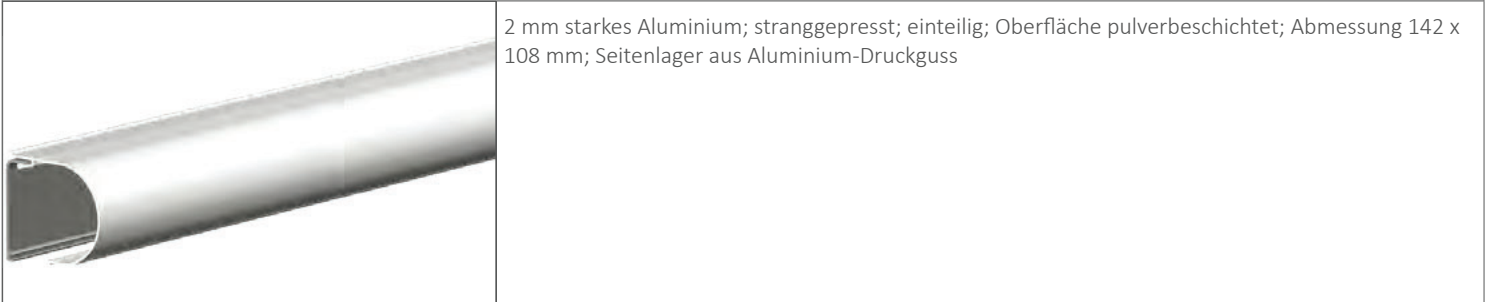 2 mm starkes Aluminium; stranggepresst; einteilig; Oberfläche pulverbeschichtet; Abmessung 142 x
108 mm; Seitenlager aus Aluminium-Druckguss